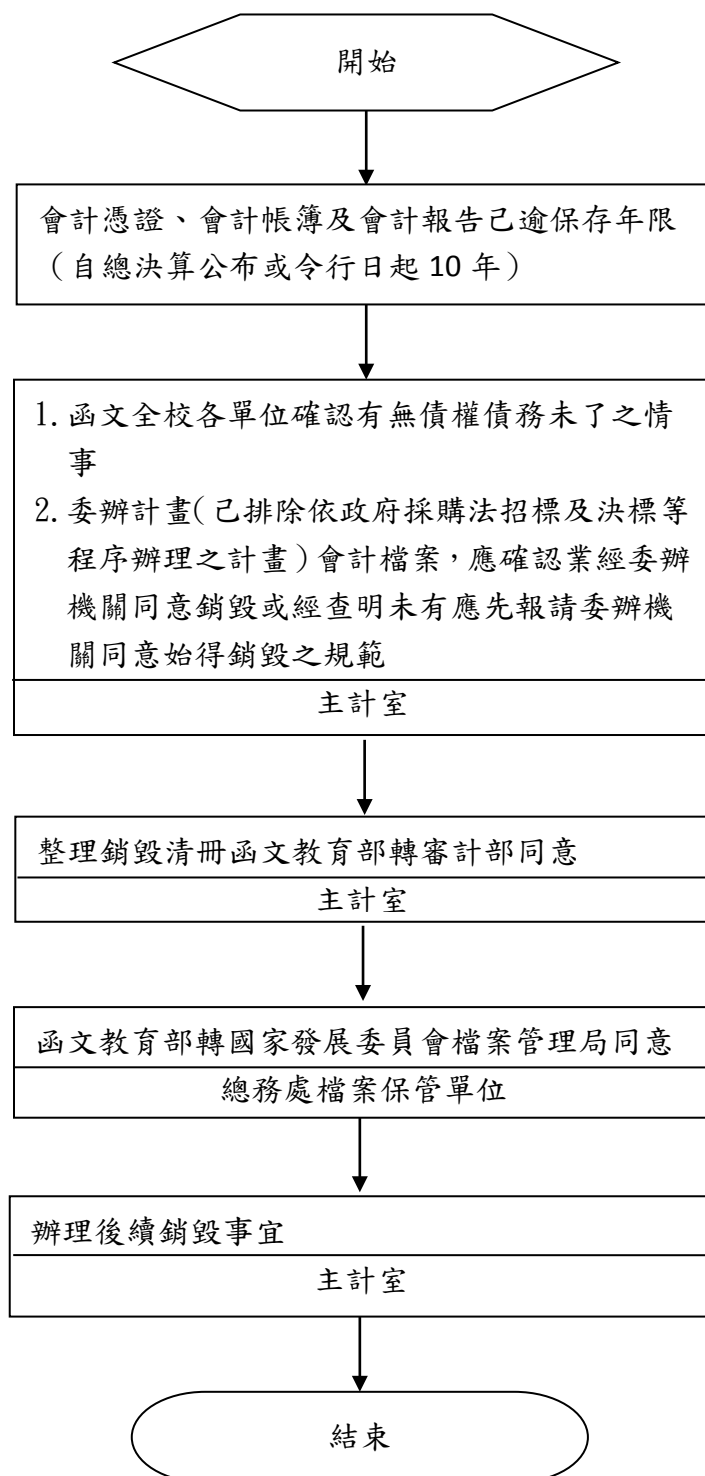 開始
會計憑證、會計帳簿及會計報告己逾保存年限
（自總決算公布或令行日起 10 年）
1. 函文全校各單位確認有無債權債務未了之情
事
2. 委辦計畫(己排除依政府採購法招標及決標等
程序辦理之計畫)會計檔案，應確認業經委辦
機關同意銷毀或經查明未有應先報請委辦機
關同意始得銷毀之規範
主計室
整理銷毀清冊函文教育部轉審計部同意
主計室
函文教育部轉國家發展委員會檔案管理局同意
總務處檔案保管單位
辦理後續銷毀事宜
主計室
結束